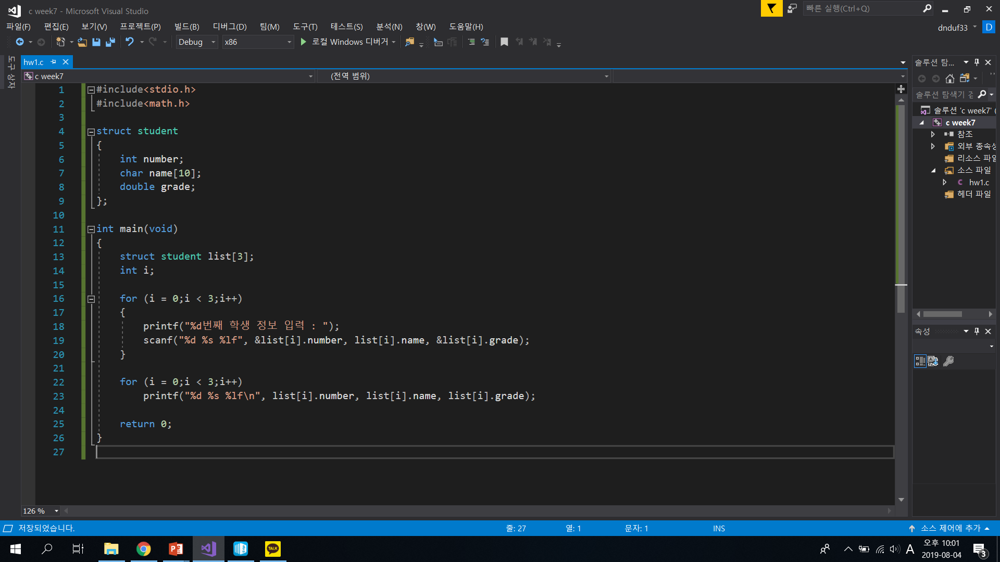 c week7 - Microsoft Visual Studio
빠른 실행(Ctrl+Q)
파일(F) 편집(E) 보기(V) 프로젝트(P) 빌드(B) 디버그(D) 팀(M) 도구(T) 테스트(S) 분석(N) 창(W) 도움말(H)
dnduf33 D
Debug x86 로컬 Windows 디버거
도구 상자
hw1.c
c week7 (전역 범위)
1 #include<stdio.h>
2 #include<math.h>
3
4 struct student
5 {
6 int number;
7 char name[10];
8 double grade;
9 };
10
11 int main(void)
12 {
13 struct student list[3];
14 int i;
15
16 for (i = 0;i < 3;i++)
17 {
18 printf("%d번째 학생 정보 입력 : ");
19 scanf("%d %s %lf", &list[i].number, list[i].name, &list[i].grade);
20 }
21
22 for (i = 0;i < 3;i++)
23 printf("%d %s %lf\n", list[i].number, list[i].name, list[i].grade);
24
25 return 0;
26 }
27
126 %
솔루션 탐...
솔루션 탐색기 검
솔루션 'c week7' (
c week7
참조
외부 종속성
리소스 파일
소스 파일
C hw1.c
헤더 파일
속성
저장되었습니다.
줄: 27 열: 1 문자: 1 INS
소스 제어에 추가
TALK
A
오후 10:01
2019-08-04
3